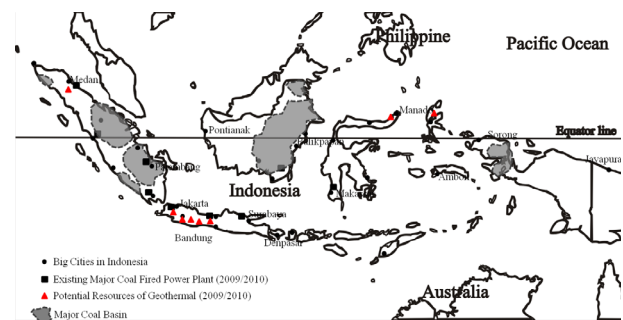 Philippine
Pacific Ocean
Medan
Manado
Pontianak
Equator line
Sorong
Balikpapan
Palembang
Jayapura
Indonesia
Ambon
Makassar
Jakarta
Surabaya
Bandung
Denpasar
Big Cities in Indonesia
Existing Major Coal Fired Power Plant (2009/2010)
Potential Resources of Geothermal (2009/2010)
Australia
Major Coal Basin